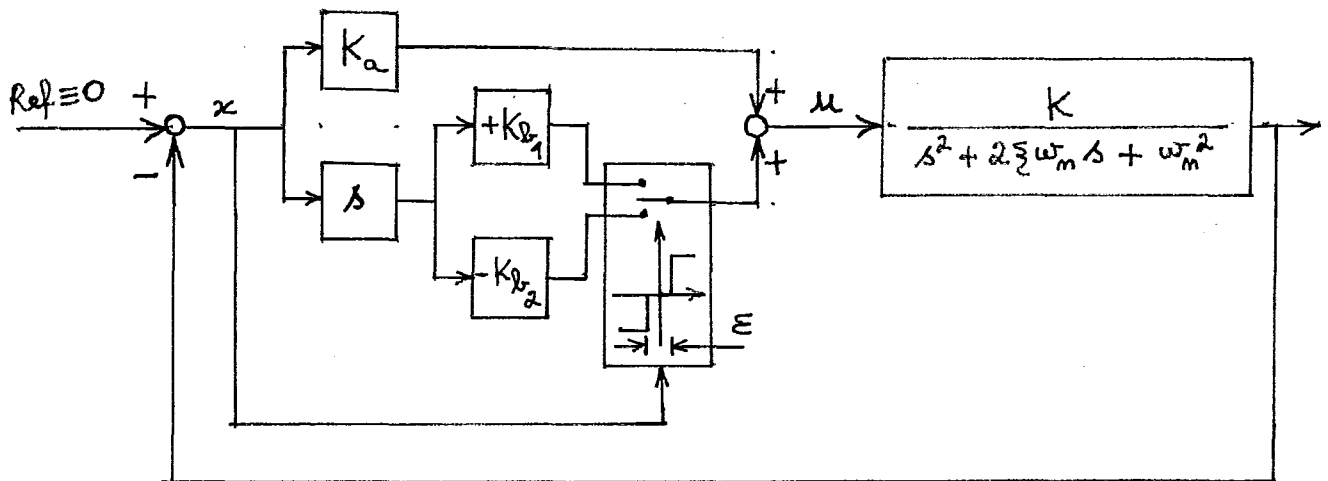 Ref≡0
+
−
x
Ka
s
+Kb1
-Kb2
ε
+
+
u
K
s² + 2ξωn s + ωn²